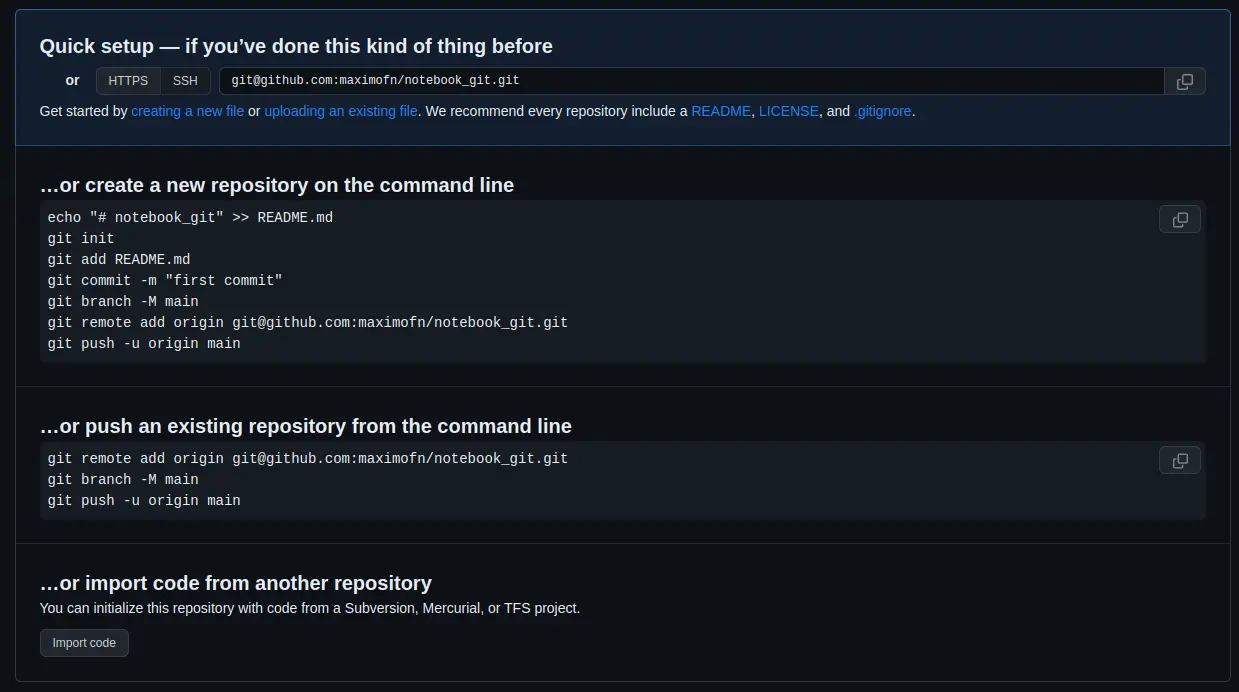 Quick setup — if you’ve done this kind of thing before
or HTTPS SSH git@github.com:maximofn/notebook_git.git
Get started by creating a new file or uploading an existing file. We recommend every repository include a README, LICENSE, and .gitignore.
…or create a new repository on the command line
echo "# notebook_git" >> README.md
git init
git add README.md
git commit -m "first commit"
git branch -M main
git remote add origin git@github.com:maximofn/notebook_git.git
git push -u origin main
…or push an existing repository from the command line
git remote add origin git@github.com:maximofn/notebook_git.git
git branch -M main
git push -u origin main
…or import code from another repository
You can initialize this repository with code from a Subversion, Mercurial, or TFS project.
Import code